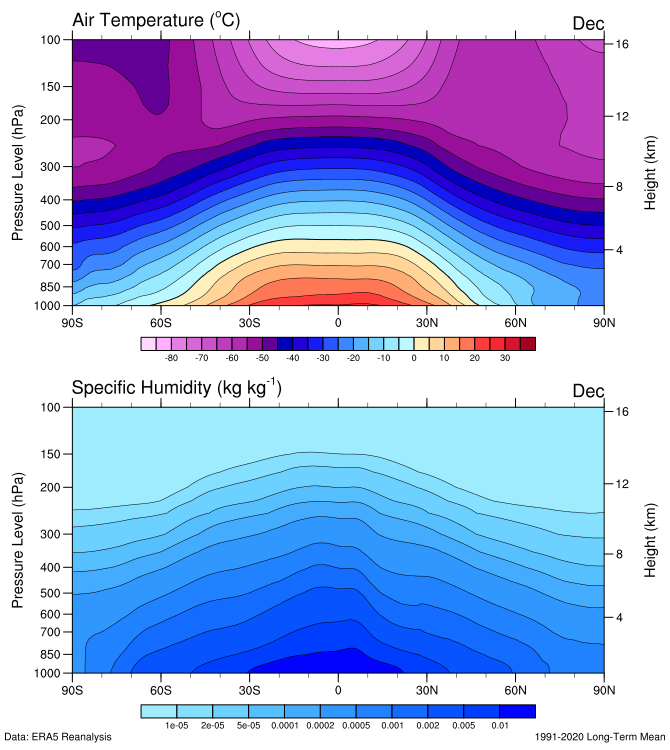 Air Temperature (°C)
Dec
100
150
200
300
400
500
600
700
850
1000
Pressure Level (hPa)
16
12
8
4
Height (km)
90S 60S 30S 0 30N 60N 90N
-80 -70 -60 -50 -40 -30 -20 -10 0 10 20 30
Specific Humidity (kg kg⁻¹)
Dec
100
150
200
300
400
500
600
700
850
1000
Pressure Level (hPa)
16
12
8
4
Height (km)
90S 60S 30S 0 30N 60N 90N
1e-05 2e-05 5e-05 0.0001 0.0002 0.0005 0.001 0.002 0.005 0.01
Data: ERA5 Reanalysis
1991-2020 Long-Term Mean